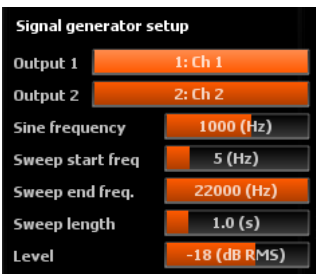 Signal generator setup
Output 1 1: Ch 1
Output 2 2: Ch 2
Sine frequency 1000 (Hz)
Sweep start freq 5 (Hz)
Sweep end freq. 22000 (Hz)
Sweep length 1.0 (s)
Level -18 (dB RMS)